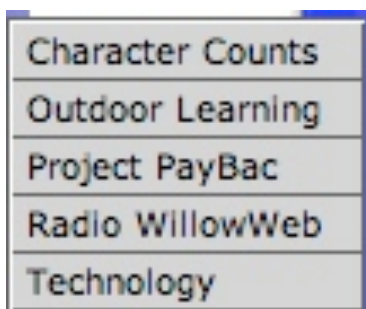 Character Counts
Outdoor Learning
Project PayBac
Radio WillowWeb
Technology